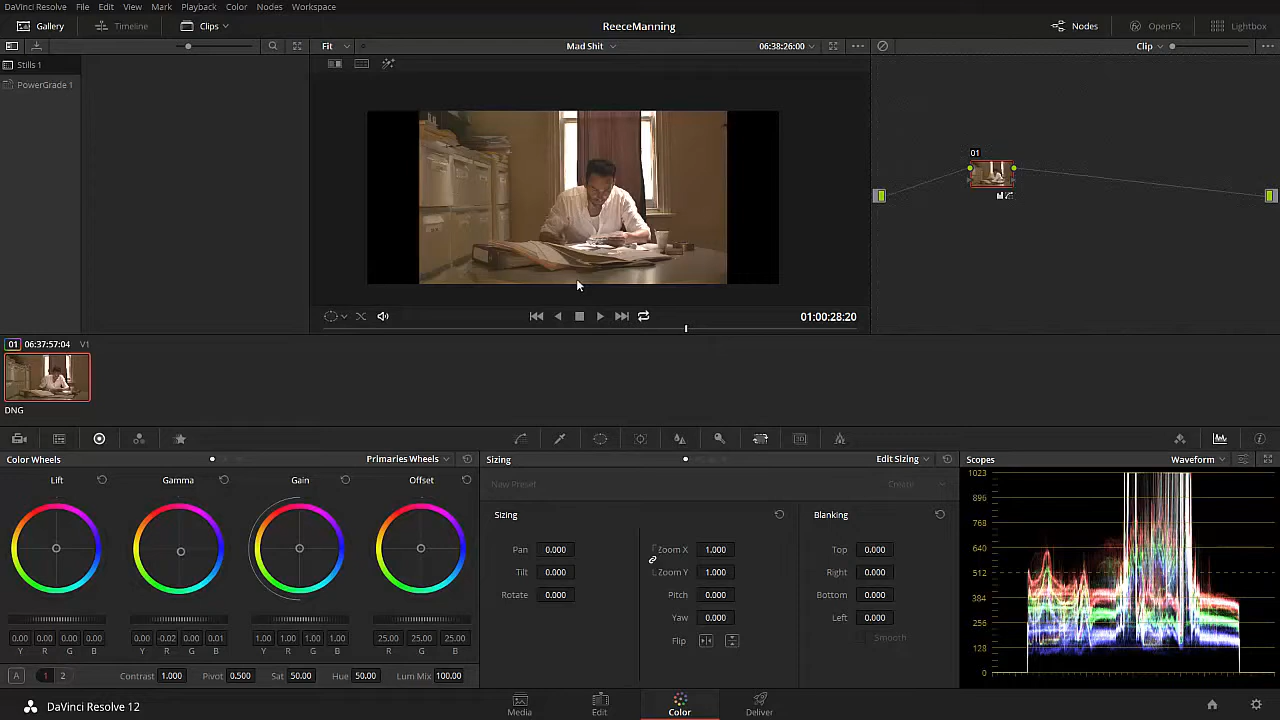 DaVinci Resolve File Edit Trim Mark Playback Color Nodes Workspace
Gallery Timeline Clips ReeceManning Nodes OpenFX Lightbox
Fit Mad Shit 06:38:26:00 Clip
Stills 1
PowerGrade 1
01
01:00:28:20
01 06:37:57:04 V1
DNG
Color Wheels Primaries Wheels Sizing Edit Sizing Scopes Waveform
New Preset Create
Lift Gamma Gain Offset
Sizing Blanking
Pan 0.000 Zoom X 1.000 Top 0.000
Tilt 0.000 Zoom Y 1.000 Right 0.000
Rotate 0.000 Pitch 0.000 Bottom 0.000
Yaw 0.000 Left 0.000
Flip Smooth
1023
896
768
640
512
384
256
128
0
0.00 0.00 0.00 0.00 0.00 -0.02 0.00 0.01 1.00 1.00 1.00 1.00 25.00 25.00 25.00
Y R G B Y R G B Y R G B R G B
A 1 2 Contrast 1.000 Pivot 0.500 Hue 50.00 Lum Mix 100.00
DaVinci Resolve 12 Media Edit Color Deliver